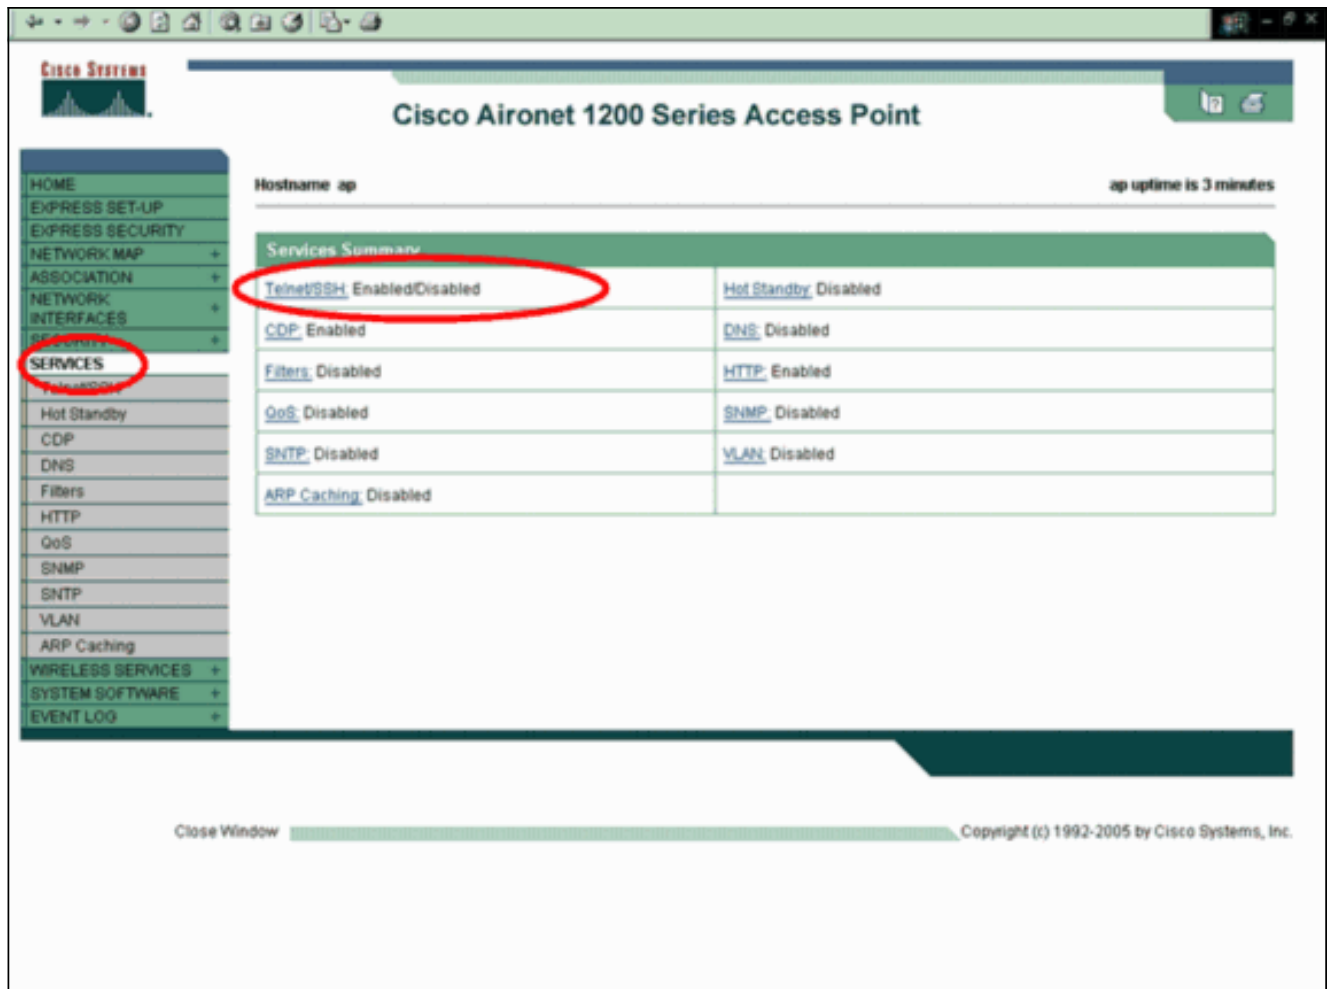 CISCO SYSTEMS
Cisco Aironet 1200 Series Access Point
HOME
EXPRESS SET-UP
EXPRESS SECURITY
NETWORK MAP +
ASSOCIATION +
NETWORK
INTERFACES +
SECURITY +
SERVICES
Telnet/SSH
Hot Standby
CDP
DNS
Filters
HTTP
QoS
SNMP
SNTP
VLAN
ARP Caching
WIRELESS SERVICES +
SYSTEM SOFTWARE +
EVENT LOG +
Hostname ap
ap uptime is 3 minutes
Services Summary
Telnet/SSH: Enabled/Disabled
Hot Standby: Disabled
CDP: Enabled
DNS: Disabled
Filters: Disabled
HTTP: Enabled
QoS: Disabled
SNMP: Disabled
SNTP: Disabled
VLAN: Disabled
ARP Caching: Disabled
Close Window
Copyright (c) 1992-2005 by Cisco Systems, Inc.